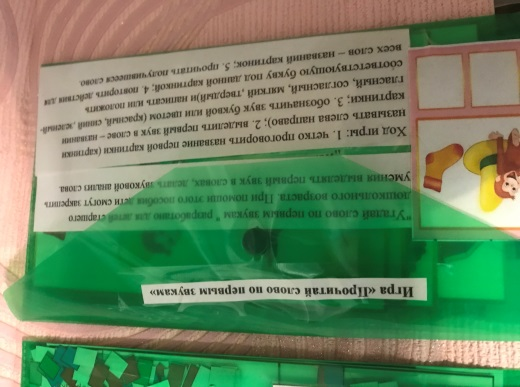 Игра «Прочитай слово по первым звукам»
"Угадай слово по первым звукам " разработано для детей старшего
дошкольного возраста. При помощи этого пособия дети смогут закрепить
умения выделять первый звук в словах, делать звуковой анализ слова.
Ход игры: 1. четко проговорить название первой картинки (картинки
называть слева направо); 2. выделить первый звук в слове – названии
картинки; 3. обозначить звук буквой или цветом (красный, синий ,зелёный-
гласный, согласный, мягкий, твердый) и написать или положить
соответствующую букву под данной картинкой; 4. повторить действия для
всех слов – названий картинок; 5. прочитать получившееся слово.